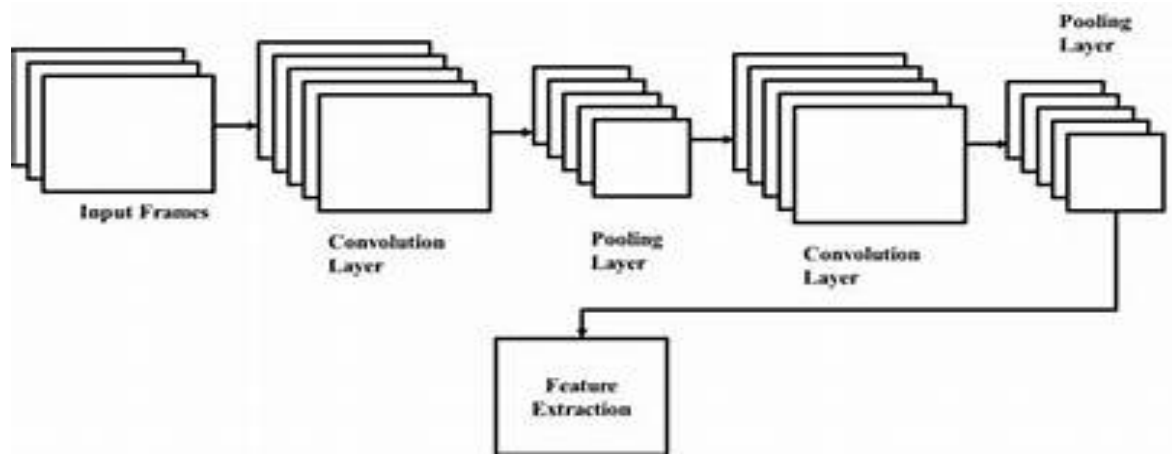 Input Frames
Convolution
Layer
Pooling
Layer
Convolution
Layer
Pooling
Layer
Feature
Extraction